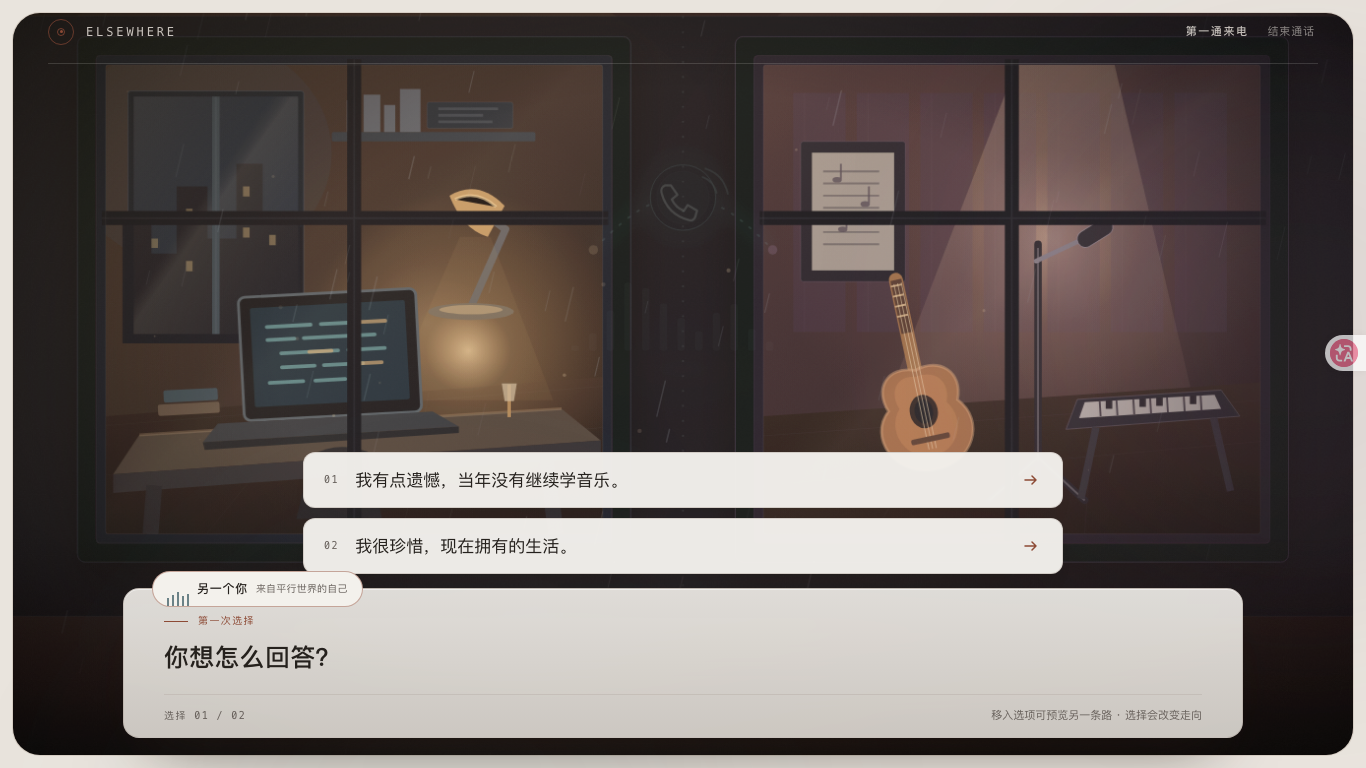 ELSEWHERE
第一通来电 结束通话
01 我有点遗憾，当年没有继续学音乐。 →
02 我很珍惜，现在拥有的生活。 →
另一个你 来自平行世界的自己
第一次选择
你想怎么回答?
选择 01 / 02
移入选项可预览另一条路 · 选择会改变走向